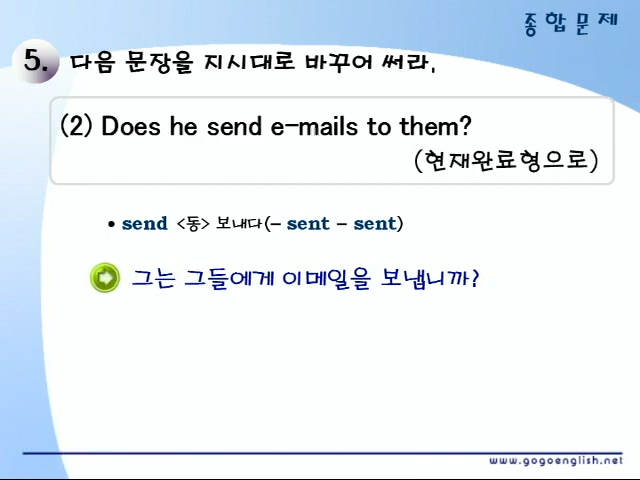 종합문제
5. 다음 문장을 지시대로 바꾸어 써라.
(2) Does he send e-mails to them?
(현재완료형으로)
• send <동> 보내다(– sent – sent)
그는 그들에게 이메일을 보냅니까?
www.gogoenglish.net